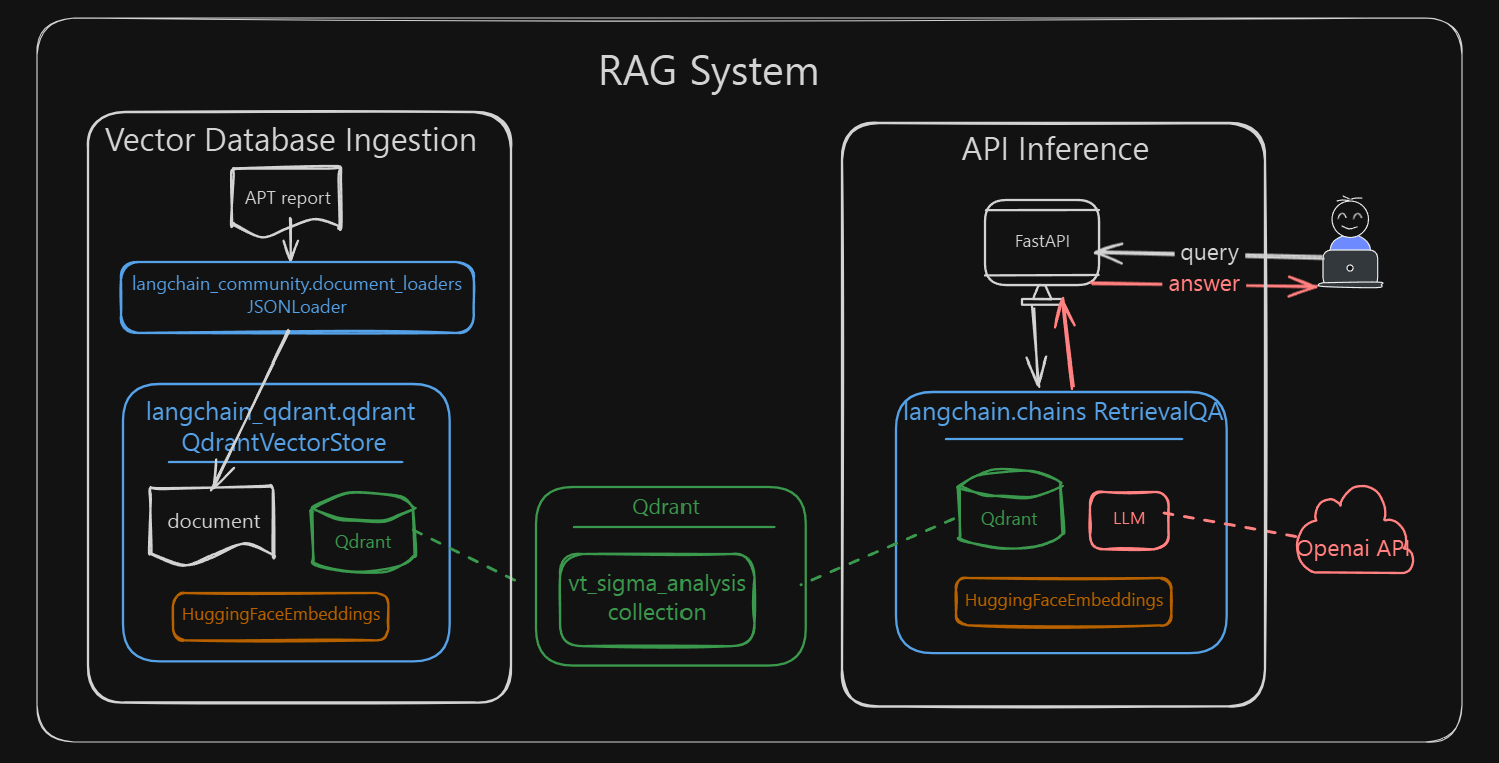 RAG System
Vector Database Ingestion
APT report
langchain_community.document_loaders
JSONLoader
langchain_qdrant.qdrant
QdrantVectorStore
document
Qdrant
HuggingFaceEmbeddings
Qdrant
vt_sigma_analysis
collection
API Inference
FastAPI
query
answer
langchain.chains RetrievalQA
Qdrant
LLM
HuggingFaceEmbeddings
Openai API